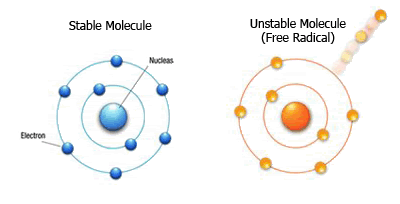 Stable Molecule
Unstable Molecule
(Free Radical)
Nucleas
Electron